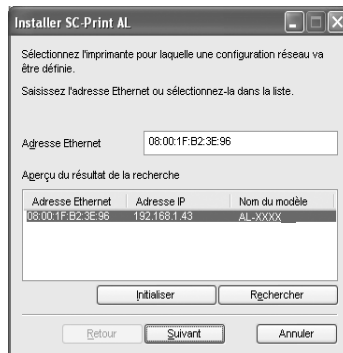 Installer SC-Print AL
Sélectionnez l'imprimante pour laquelle une configuration réseau va
être définie.
Saisissez l'adresse Ethernet ou sélectionnez-la dans la liste.
Adresse Ethernet
08:00:1F:B2:3E:96
Aperçu du résultat de la recherche
Adresse Ethernet Adresse IP Nom du modèle
08:00:1F:B2:3E:96 192.168.1.43 AL-XXXX__
Initialiser Rechercher
Retour Suivant Annuler